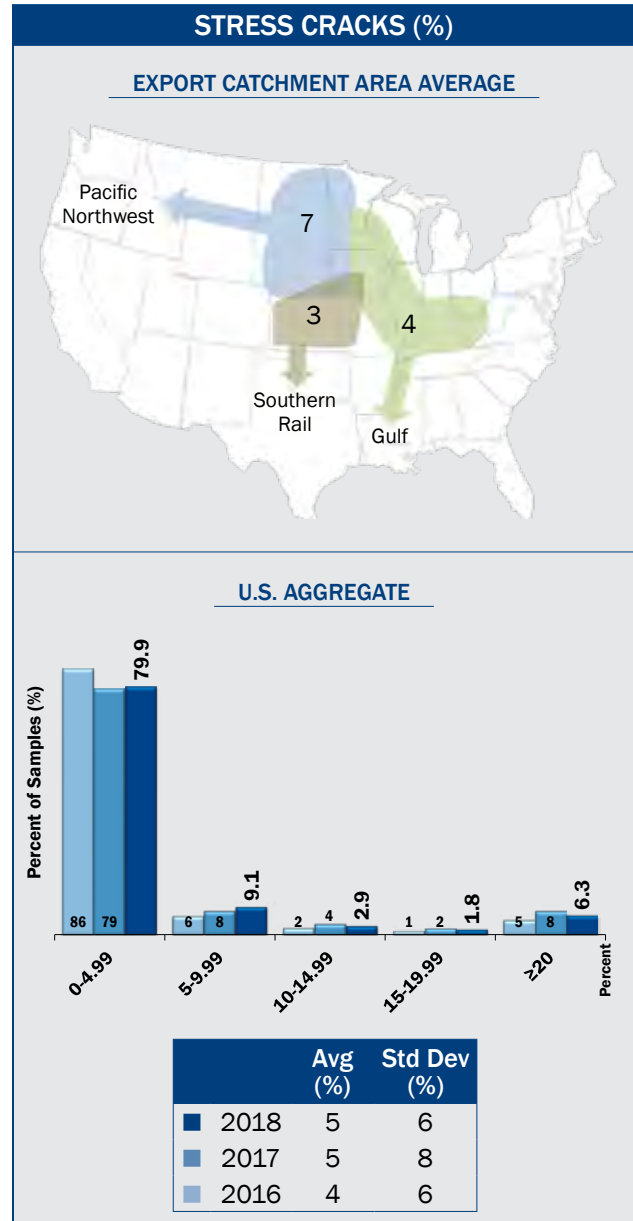 STRESS CRACKS (%)
EXPORT CATCHMENT AREA AVERAGE
Pacific
Northwest
7
3
4
Southern
Rail
Gulf
U.S. AGGREGATE
Percent of Samples (%)
86 79 79.9
6 8 9.1
2 4 2.9
1 2 1.8
5 8 6.3
0-4.99 5-9.99 10-14.99 15-19.99 ≥20 Percent
Avg Std Dev
(%) (%)
2018 5 6
2017 5 8
2016 4 6